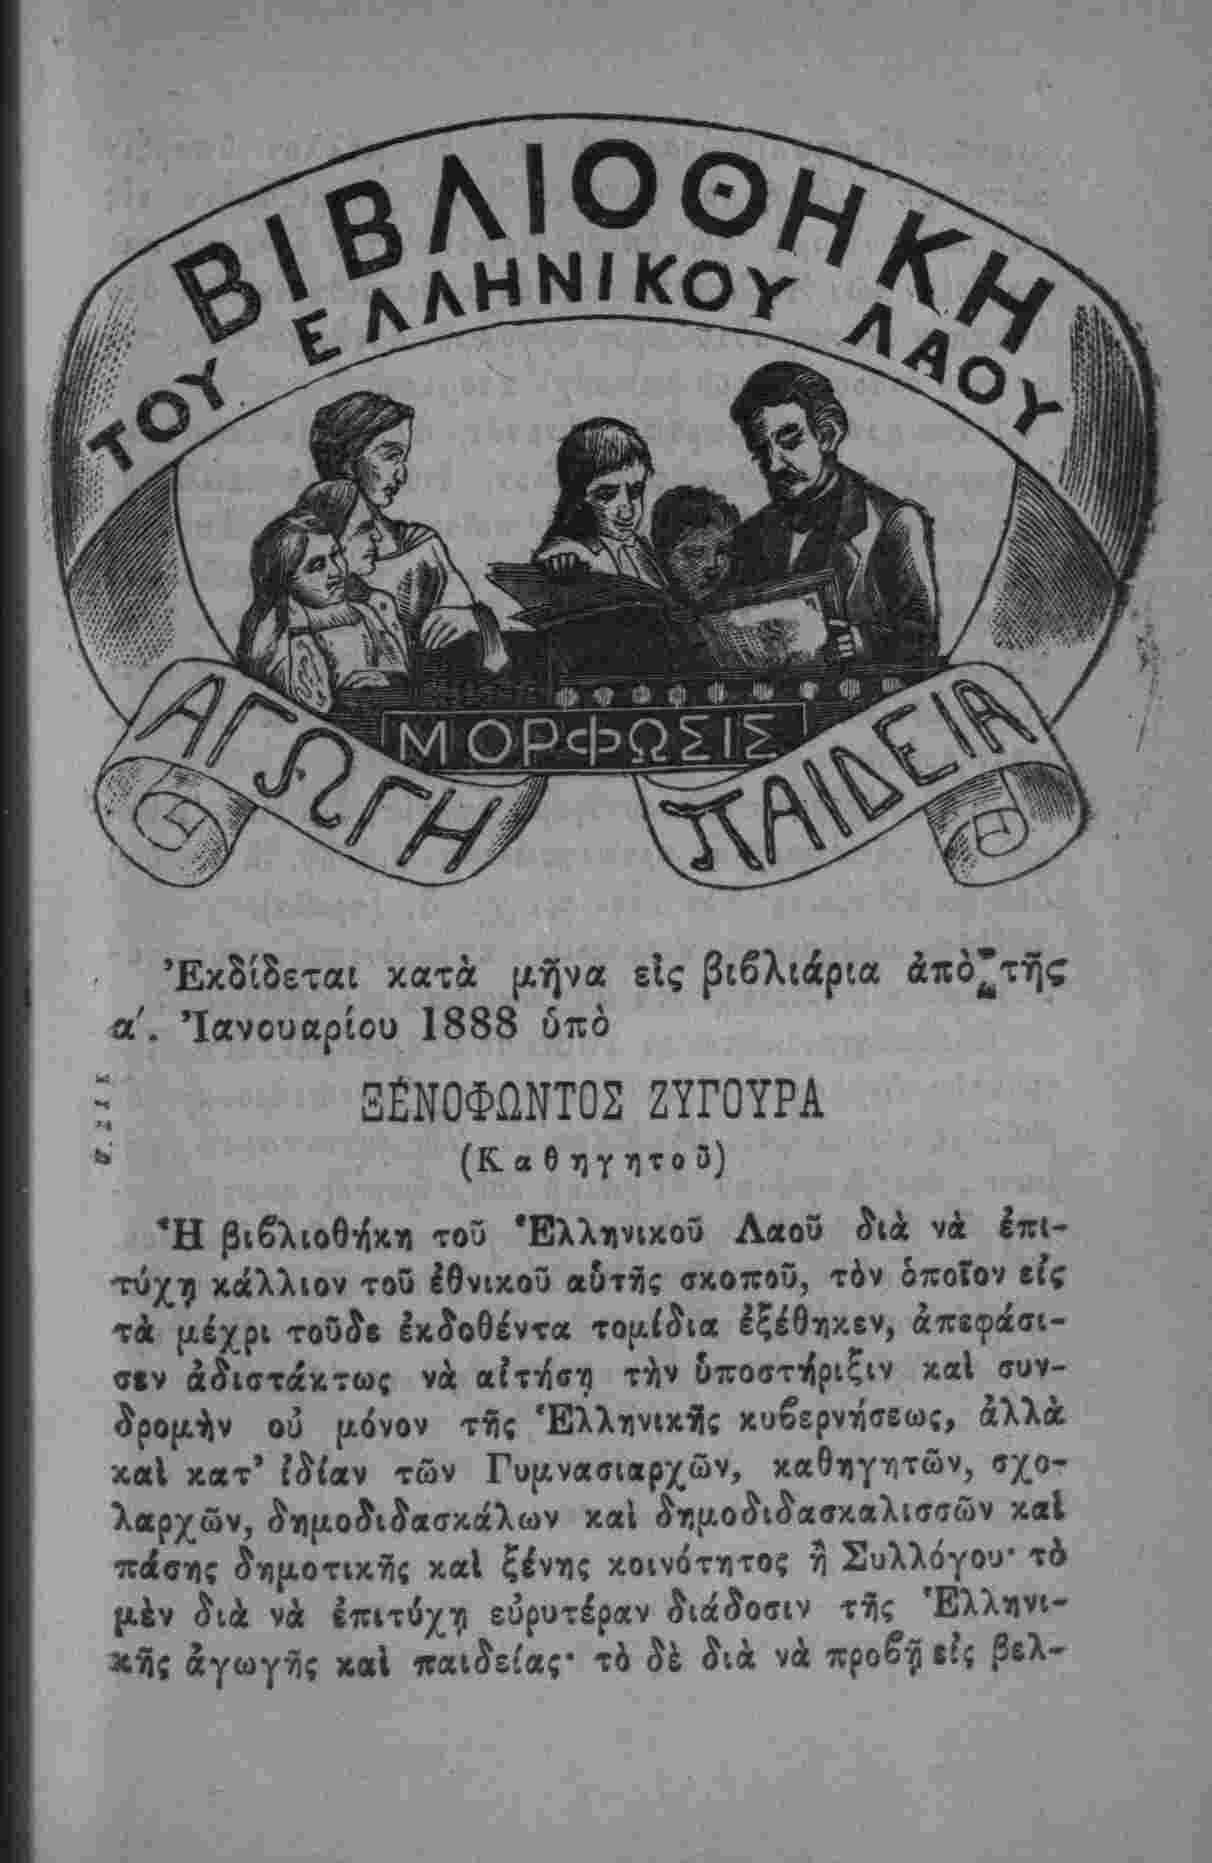 ΒΙΒΛΙΟΘΗΚΗ
ΤΟΥ ΕΛΛΗΝΙΚΟΥ ΛΑΟΥ
ΜΟΡΦΩΣΙΣ
ΑΓΩΓΗ
ΠΑΙΔΕΙΑ
Ἐκδίδεται κατὰ μῆνα εἰς βιβλιάρια ἀπὸ τῆς
α΄. Ἰανουαρίου 1888 ὑπὸ
ΞΕΝΟΦΩΝΤΟΣ ΖΥΓΟΥΡΑ
(Καθηγητοῦ)
Ἡ βιβλιοθήκη τοῦ Ἑλληνικοῦ Λαοῦ διὰ νὰ ἐπι-
τύχῃ κάλλιον τοῦ ἐθνικοῦ αὑτῆς σκοποῦ, τὸν ὁποῖον εἰς
τὰ μέχρι τοῦδε ἐκδοθέντα τομίδια ἐξέθηκεν, ἀπεφάσι-
σεν ἀδιστάκτως νὰ αἰτήσῃ τὴν ὑποστήριξιν καὶ συν-
δρομὴν οὐ μόνον τῆς Ἑλληνικῆς κυβερνήσεως, ἀλλὰ
καὶ κατ' ἰδίαν τῶν Γυμνασιαρχῶν, καθηγητῶν, σχο-
λαρχῶν, δημοδιδασκάλων καὶ δημοδιδασκαλισσῶν καὶ
πάσης δημοτικῆς καὶ ξένης κοινότητος ἢ Συλλόγου· τὸ
μὲν διὰ νὰ ἐπιτύχῃ εὐρυτέραν διάδοσιν τῆς Ἑλληνι-
κῆς ἀγωγῆς καὶ παιδείας· τὸ δὲ διὰ νὰ προβῇ εἰς βελ-